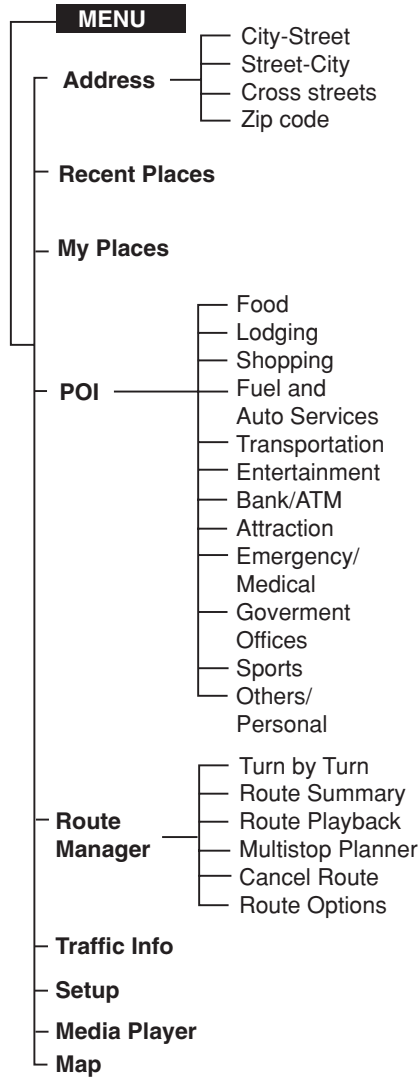 MENU
Address
City-Street
Street-City
Cross streets
Zip code
Recent Places
My Places
POI
Food
Lodging
Shopping
Fuel and
Auto Services
Transportation
Entertainment
Bank/ATM
Attraction
Emergency/
Medical
Goverment
Offices
Sports
Others/
Personal
Route
Manager
Turn by Turn
Route Summary
Route Playback
Multistop Planner
Cancel Route
Route Options
Traffic Info
Setup
Media Player
Map